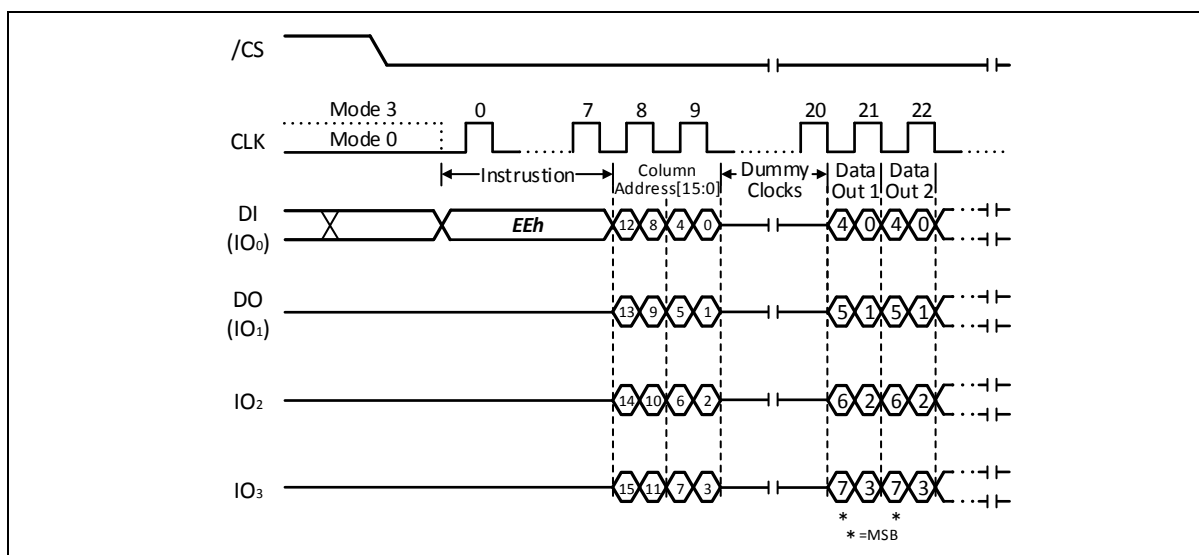 /CS
0 7 8 9 20 21 22
Mode 3
CLK
Mode 0
Instrustion
Column
Address[15:0]
Dummy
Clocks
Data
Out 1
Data
Out 2
DI
(IO0)
EEh
12 8 4 0
4 0 4 0
DO
(IO1)
13 9 5 1
5 1 5 1
IO2
14 10 6 2
6 2 6 2
IO3
15 11 7 3
7 3 7 3
* *
* =MSB